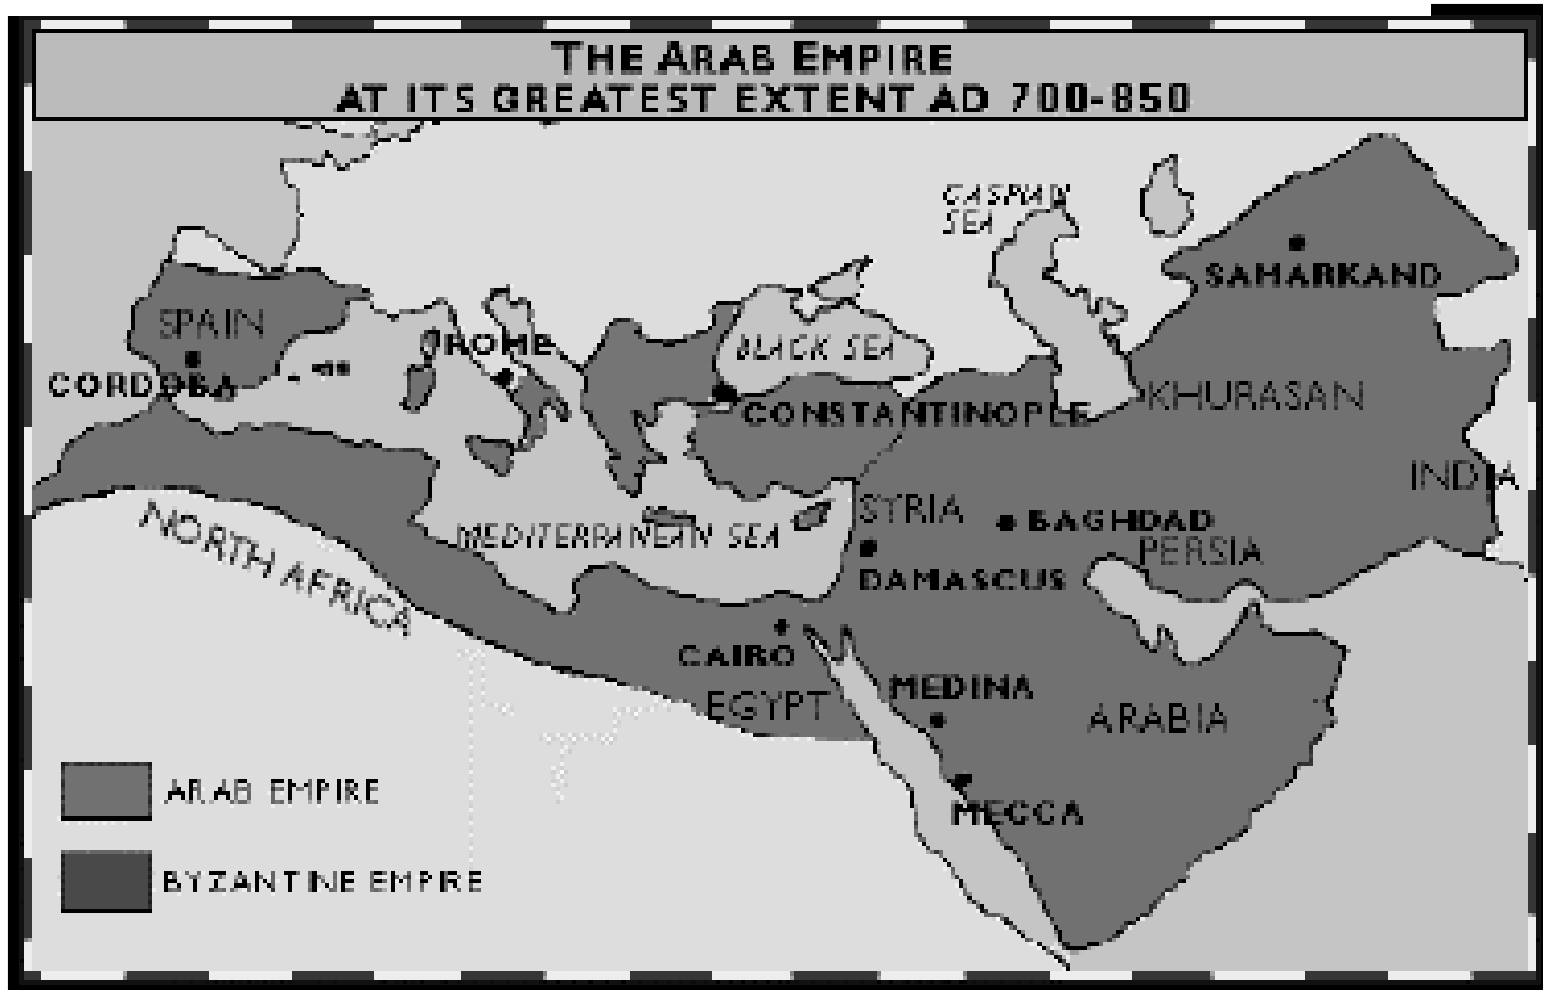 THE ARAB EMPIRE
AT ITS GREATEST EXTENT AD 700-850
CASPIAN
SEA
SAMARKAND
SPAIN
ROME
BLACK SEA
CORDOBA
KHURASAN
CONSTANTINOPLE
INDIA
SYRIA
BAGHDAD
NORTH AFRICA
MEDITERRANEAN SEA
PERSIA
DAMASCUS
CAIRO
MEDINA
EGYPT
ARABIA
ARAB EMPIRE
MECCA
BYZANTINE EMPIRE